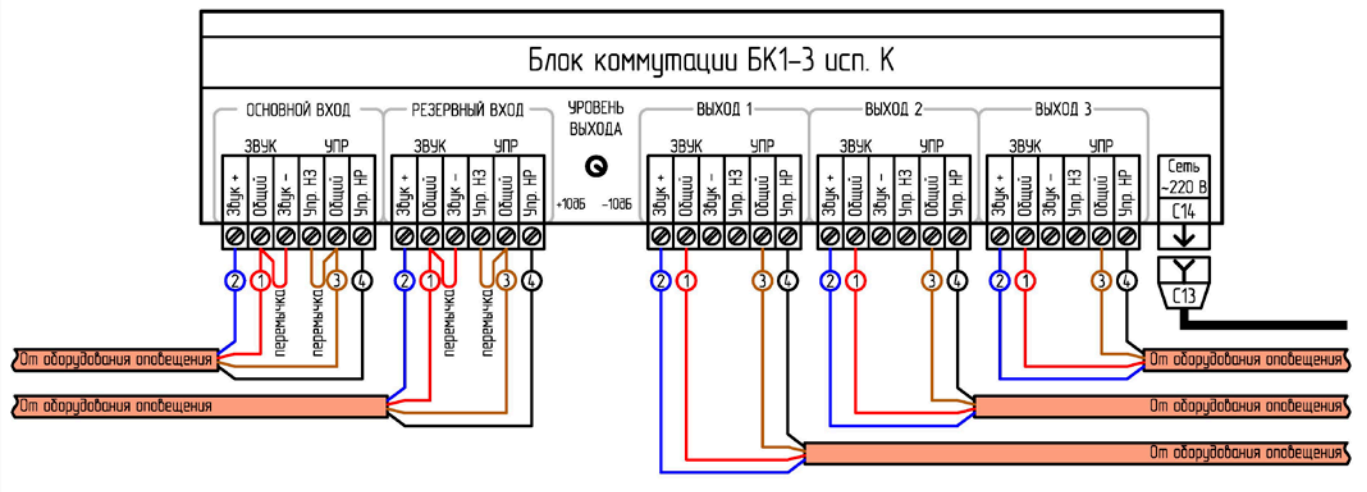 Блок коммутации БК1-3 исп. К
ОСНОВНОЙ ВХОД
РЕЗЕРВНЫЙ ВХОД
УРОВЕНЬ
ВЫХОДА
ВЫХОД 1
ВЫХОД 2
ВЫХОД 3
ЗВУК УПР
ЗВУК УПР
ЗВУК УПР
ЗВУК УПР
ЗВУК УПР
Звук +
Общий
Звук -
Упр. НЗ
Общий
Упр. НР
Звук +
Общий
Звук -
Упр. НЗ
Общий
Упр. НР
+10дБ -10дБ
Звук +
Общий
Звук -
Упр. НЗ
Общий
Упр. НР
Звук +
Общий
Звук -
Упр. НЗ
Общий
Упр. НР
Звук +
Общий
Звук -
Упр. НЗ
Общий
Упр. НР
Сеть
~220 В
С14
С13
2 1 3 4
2 1 3 4
2 1 3 4
2 1 3 4
2 1 3 4
перемычка
перемычка
перемычка
перемычка
От оборудования оповещения
От оборудования оповещения
От оборудования оповещения
От оборудования оповещения
От оборудования оповещения